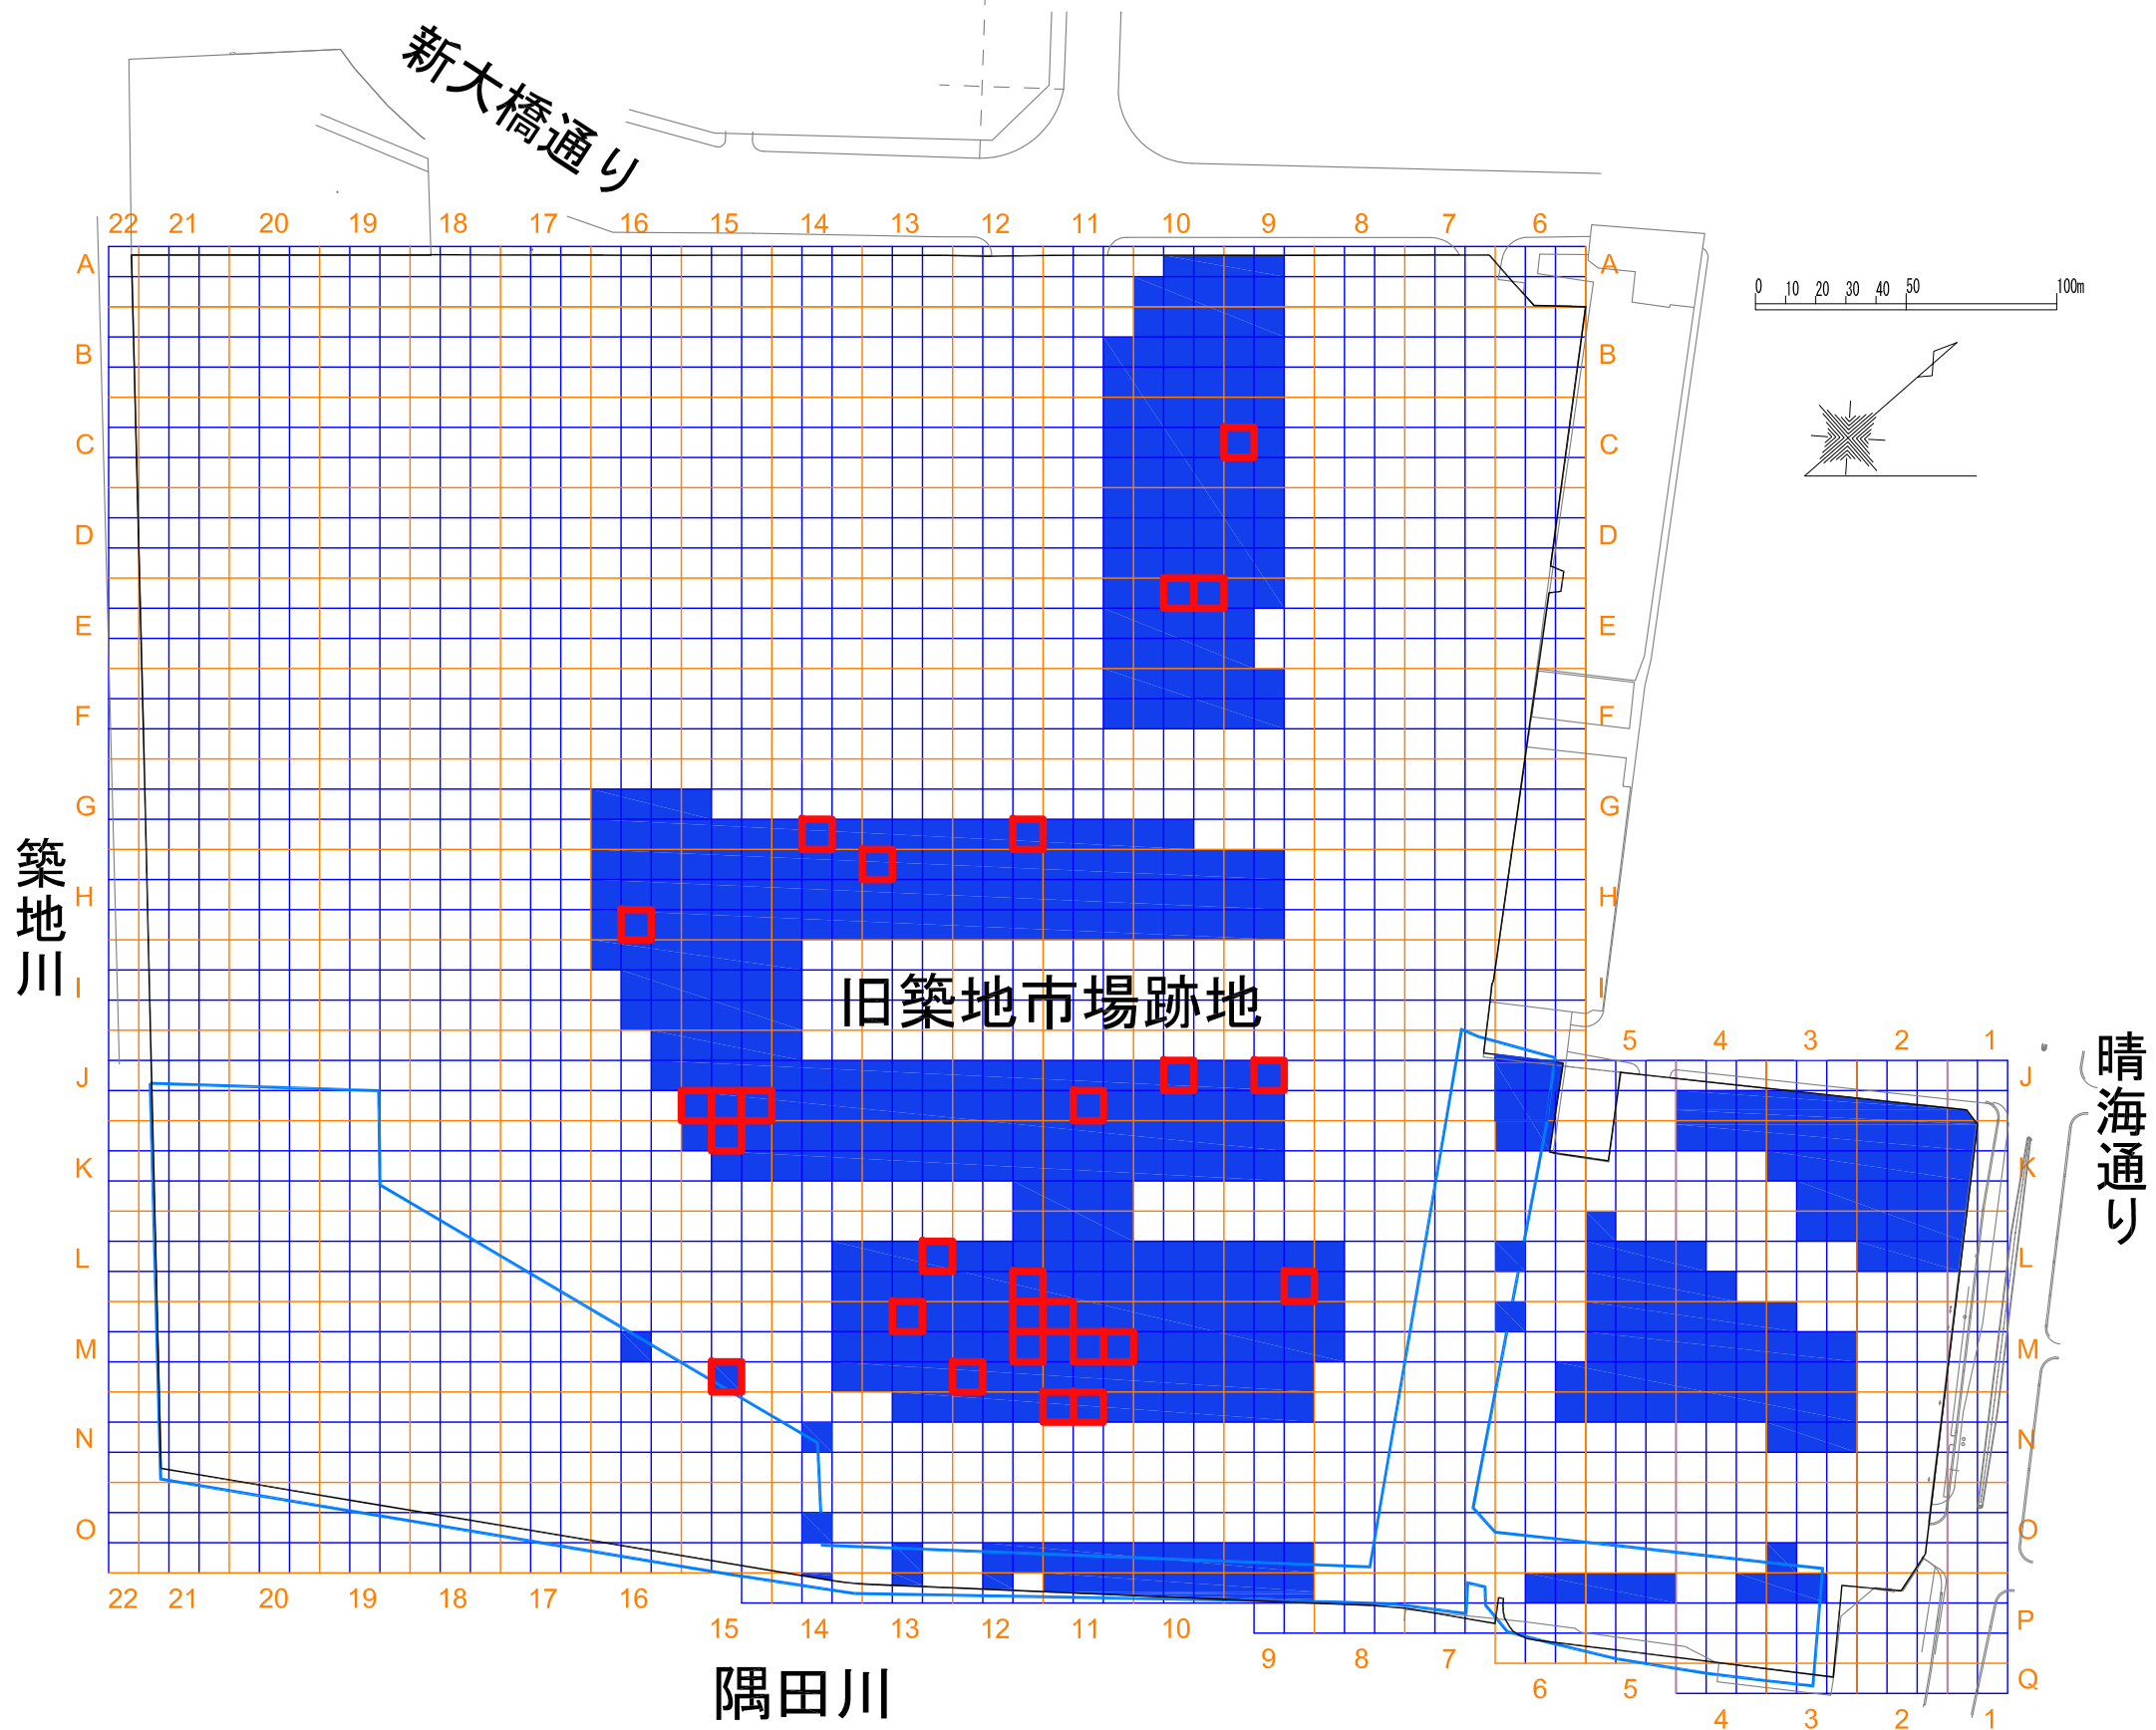 新大橋通り
22 21 20 19 18 17 16 15 14 13 12 11 10 9 8 7 6
A A
0 10 20 30 40 50 100m
B B
C C
D D
E E
F F
G G
H H
築地川
I I
旧築地市場跡地
5 4 3 2 1
晴海通り
J J
K K
L L
M M
N N
O O
22 21 20 19 18 17 16
15 14 13 12 11 10
P
9 8 7
Q
6 5
4 3 2 1
隅田川